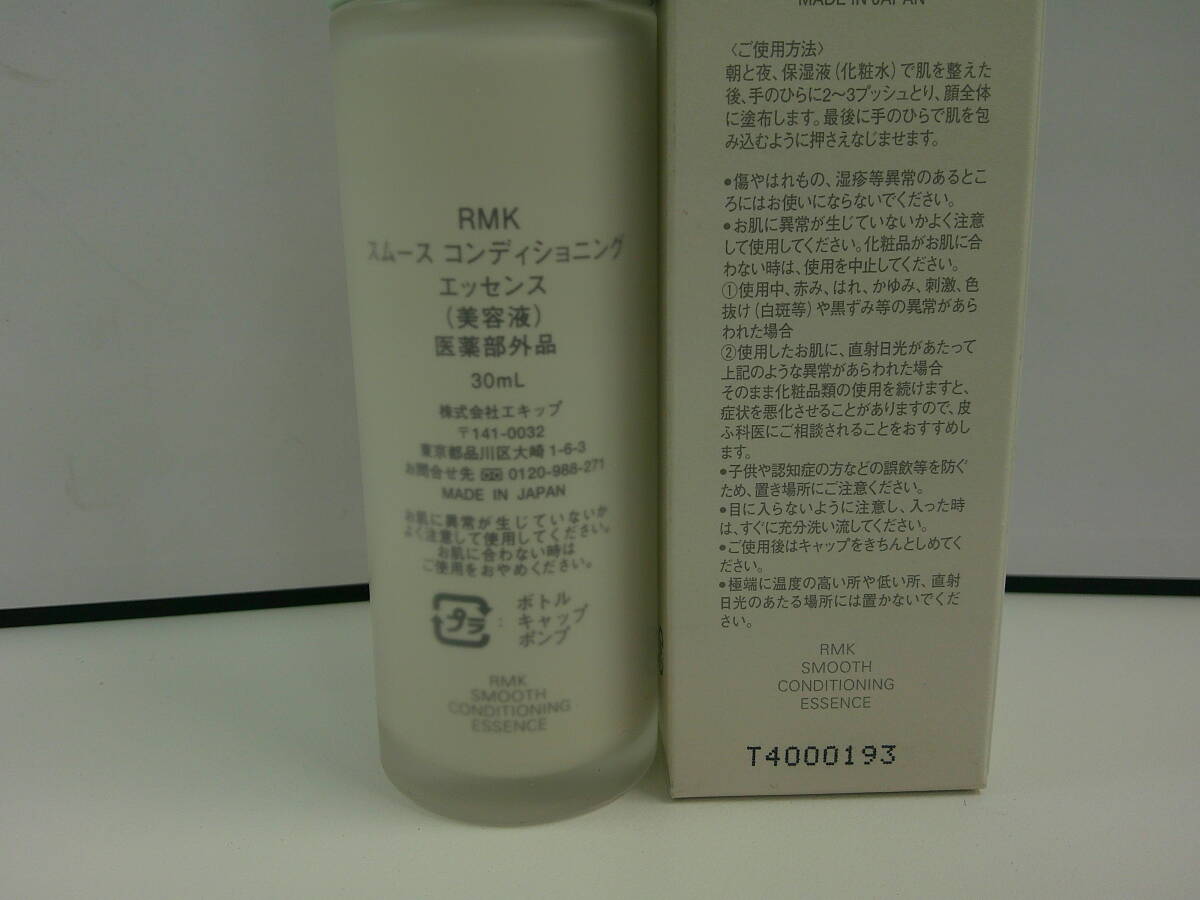 RMK
スムース コンディショニング
エッセンス
(美容液)
医薬部外品
30mL
株式会社エキップ
〒141-0032
東京都品川区大崎1-6-3
お問合せ先 0120-988-271
MADE IN JAPAN
お肌に異常が生じていないか
よく注意して使用してください。
お肌に合わない時は
ご使用をおやめください。
プラ : ボトル
キャップ
ポンプ
RMK
SMOOTH
CONDITIONING
ESSENCE
MADE IN JAPAN
〈ご使用方法〉
朝と夜、保湿液(化粧水)で肌を整えた
後、手のひらに2〜3プッシュとり、顔全体
に塗布します。最後に手のひらで肌を包
み込むように押さえなじませます。
●傷やはれもの、湿疹等異常のあるとこ
ろにはお使いにならないでください。
●お肌に異常が生じていないかよく注意
して使用してください。化粧品がお肌に合
わない時は、使用を中止してください。
①使用中、赤み、はれ、かゆみ、刺激、色
抜け(白斑等)や黒ずみ等の異常があら
われた場合
②使用したお肌に、直射日光があたって
上記のような異常があらわれた場合
そのまま化粧品類の使用を続けますと、
症状を悪化させることがありますので、皮
ふ科医にご相談されることをおすすめし
ます。
●子供や認知症の方などの誤飲等を防ぐ
ため、置き場所にご注意ください。
●目に入らないように注意し、入った時
は、すぐに充分洗い流してください。
●ご使用後はキャップをきちんとしめてく
ださい。
●極端に温度の高い所や低い所、直射
日光のあたる場所には置かないでくだ
さい。
RMK
SMOOTH
CONDITIONING
ESSENCE
T4000193